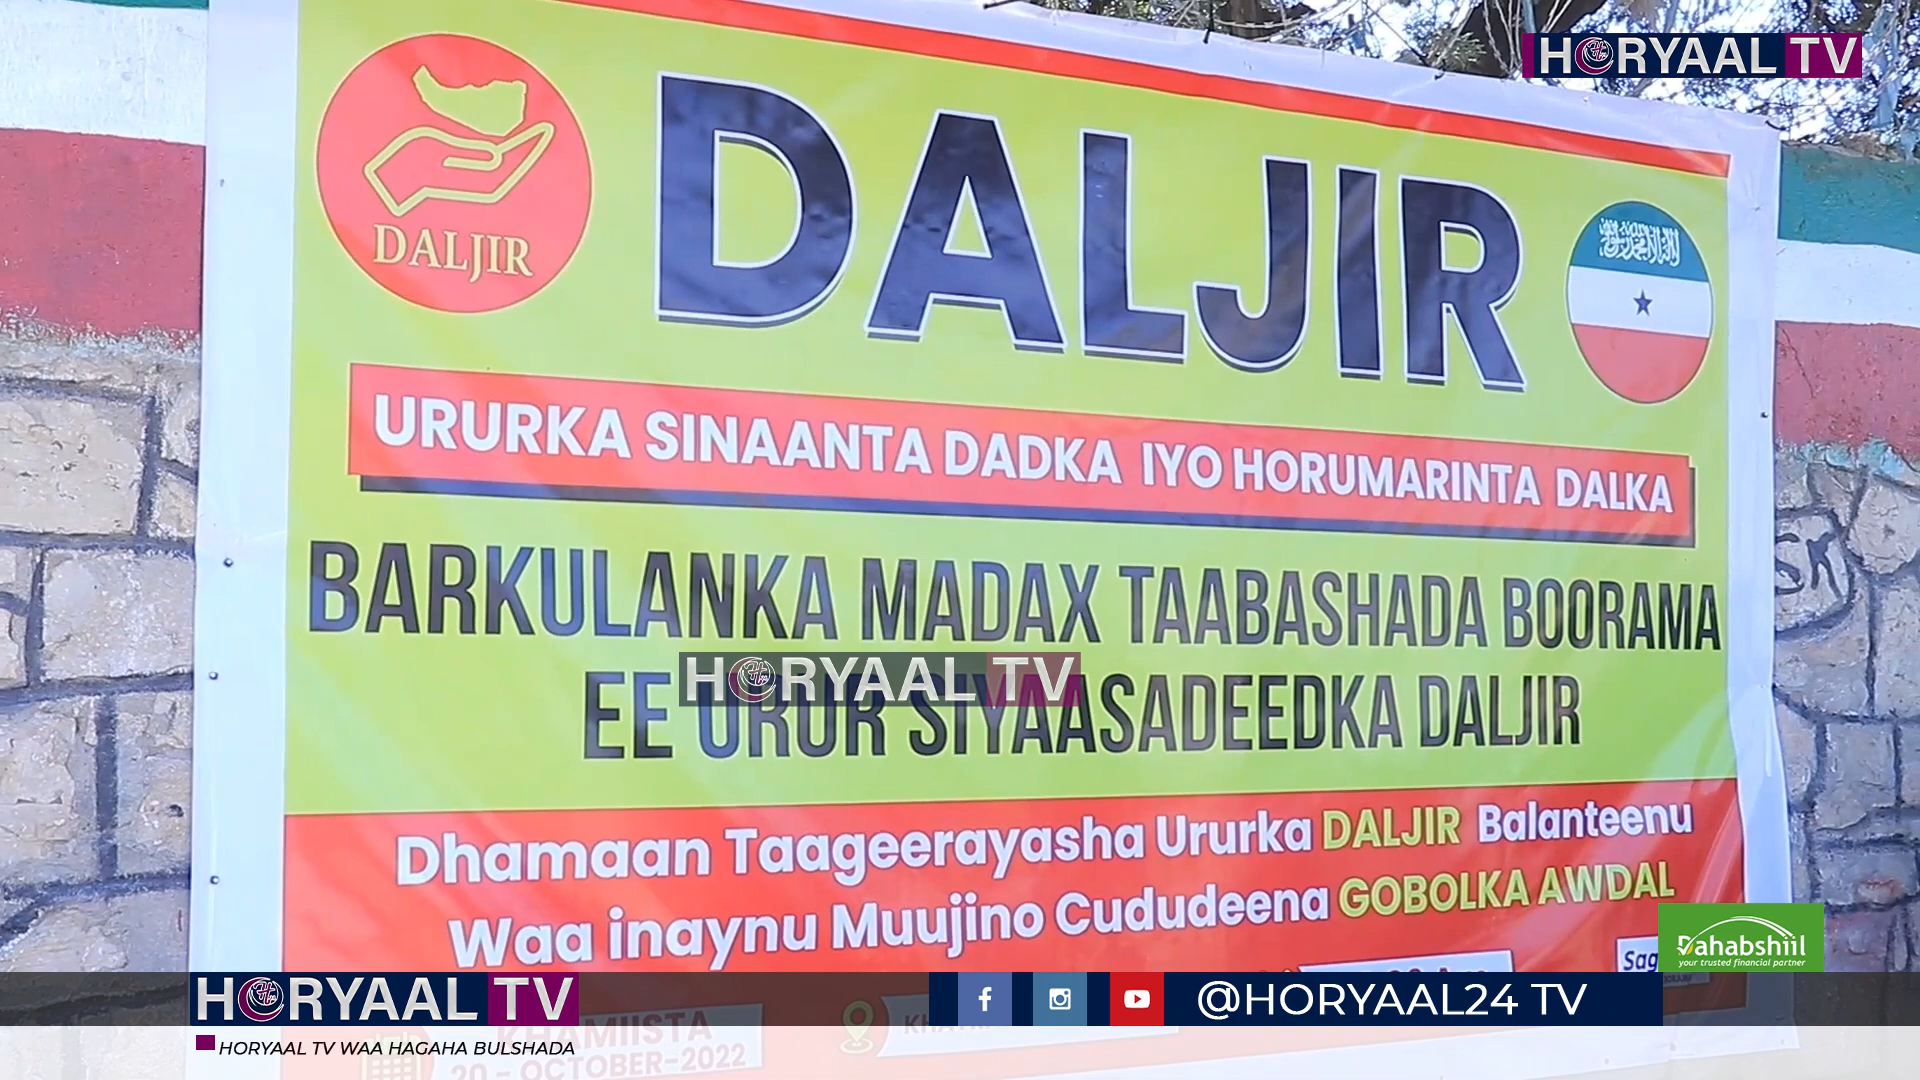 HORYAAL TV
DALJIR
DALJIR
URURKA SINAANTA DADKA IYO HORUMARINTA DALKA
BARKULANKA MADAX TAABASHADA BOORAMA
EE URUR SIYAASADEEDKA DALJIR
HORYAAL TV
Dhamaan Taageerayasha Ururka DALJIR Balanteenu
Waa inaynu Muujino Cududeena GOBOLKA AWDAL
Sag
Dahabshiil
your trusted financial partner
HORYAAL TV
@HORYAAL24 TV
KHAMIISTA
20 - OCTOBER-2022
HORYAAL TV WAA HAGAHA BULSHADA